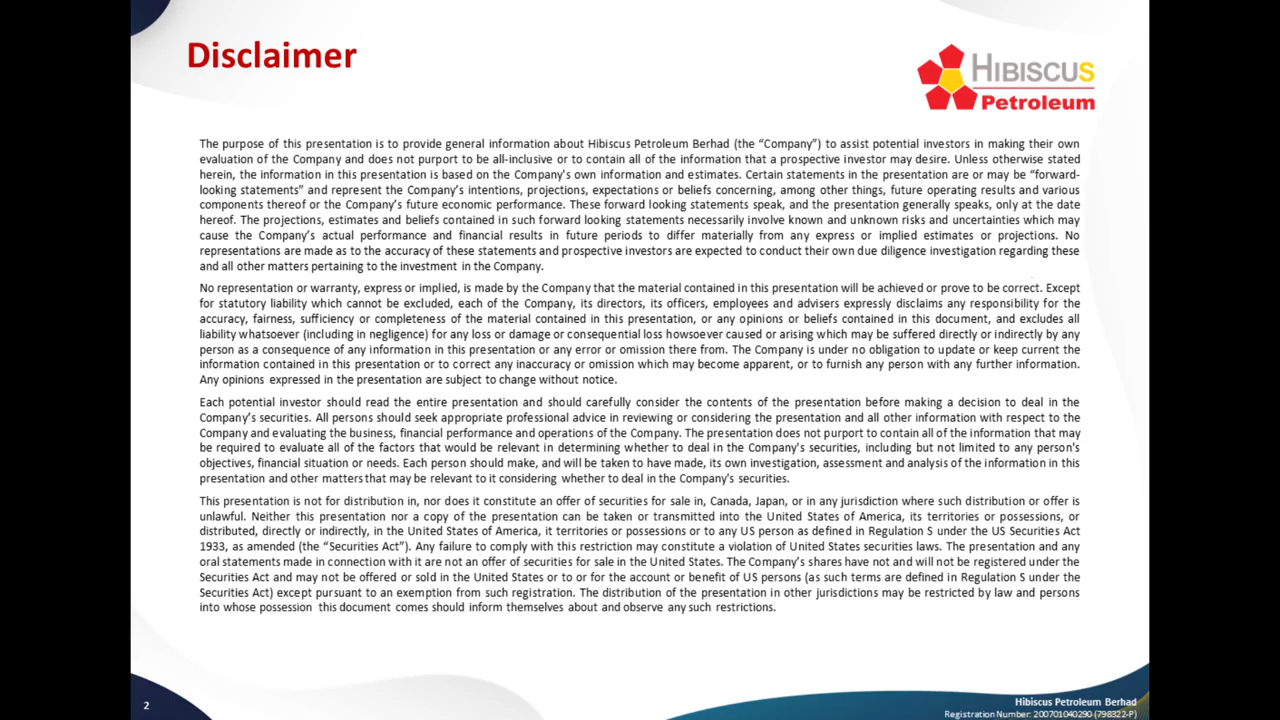 Disclaimer
HIBISCUS
Petroleum
The purpose of this presentation is to provide general information about Hibiscus Petroleum Berhad (the “Company”) to assist potential investors in making their own
evaluation of the Company and does not purport to be all-inclusive or to contain all of the information that a prospective investor may desire. Unless otherwise stated
herein, the information in this presentation is based on the Company's own information and estimates. Certain statements in the presentation are or may be “forward-
looking statements” and represent the Company’s intentions, projections, expectations or beliefs concerning, among other things, future operating results and various
components thereof or the Company’s future economic performance. These forward looking statements speak, and the presentation generally speaks, only at the date
hereof. The projections, estimates and beliefs contained in such forward looking statements necessarily involve known and unknown risks and uncertainties which may
cause the Company’s actual performance and financial results in future periods to differ materially from any express or implied estimates or projections. No
representations are made as to the accuracy of these statements and prospective investors are expected to conduct their own due diligence investigation regarding these
and all other matters pertaining to the investment in the Company.
No representation or warranty, express or implied, is made by the Company that the material contained in this presentation will be achieved or prove to be correct. Except
for statutory liability which cannot be excluded, each of the Company, its directors, its officers, employees and advisers expressly disclaims any responsibility for the
accuracy, fairness, sufficiency or completeness of the material contained in this presentation, or any opinions or beliefs contained in this document, and excludes all
liability whatsoever (including in negligence) for any loss or damage or consequential loss howsoever caused or arising which may be suffered directly or indirectly by any
person as a consequence of any information in this presentation or any error or omission there from. The Company is under no obligation to update or keep current the
information contained in this presentation or to correct any inaccuracy or omission which may become apparent, or to furnish any person with any further information.
Any opinions expressed in the presentation are subject to change without notice.
Each potential investor should read the entire presentation and should carefully consider the contents of the presentation before making a decision to deal in the
Company’s securities. All persons should seek appropriate professional advice in reviewing or considering the presentation and all other information with respect to the
Company and evaluating the business, financial performance and operations of the Company. The presentation does not purport to contain all of the information that may
be required to evaluate all of the factors that would be relevant in determining whether to deal in the Company's securities, including but not limited to any person's
objectives, financial situation or needs. Each person should make, and will be taken to have made, its own investigation, assessment and analysis of the information in this
presentation and other matters that may be relevant to it considering whether to deal in the Company's securities.
This presentation is not for distribution in, nor does it constitute an offer of securities for sale in, Canada, Japan, or in any jurisdiction where such distribution or offer is
unlawful. Neither this presentation nor a copy of the presentation can be taken or transmitted into the United States of America, its territories or possessions, or
distributed, directly or indirectly, in the United States of America, it territories or possessions or to any US person as defined in Regulation S under the US Securities Act
1933, as amended (the “Securities Act”). Any failure to comply with this restriction may constitute a violation of United States securities laws. The presentation and any
oral statements made in connection with it are not an offer of securities for sale in the United States. The Company’s shares have not and will not be registered under the
Securities Act and may not be offered or sold in the United States or to or for the account or benefit of US persons (as such terms are defined in Regulation S under the
Securities Act) except pursuant to an exemption from such registration. The distribution of the presentation in other jurisdictions may be restricted by law and persons
into whose possession this document comes should inform themselves about and observe any such restrictions.
2
Hibiscus Petroleum Berhad
Registration Number: 200701040290 (798322-P)